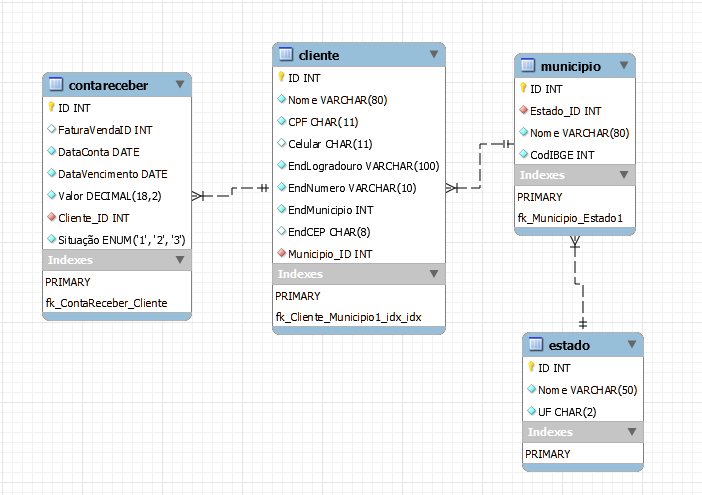 contareceber
ID INT
FaturaVendaID INT
DataConta DATE
DataVencimento DATE
Valor DECIMAL(18,2)
Cliente_ID INT
Situação ENUM('1', '2', '3')
Indexes
PRIMARY
fk_ContaReceber_Cliente
cliente
ID INT
Nome VARCHAR(80)
CPF CHAR(11)
Celular CHAR(11)
EndLogradouro VARCHAR(100)
EndNumero VARCHAR(10)
EndMunicipio INT
EndCEP CHAR(8)
Municipio_ID INT
Indexes
PRIMARY
fk_Cliente_Municipio1_idx_idx
municipio
ID INT
Estado_ID INT
Nome VARCHAR(80)
CodIBGE INT
Indexes
PRIMARY
fk_Municipio_Estado1
estado
ID INT
Nome VARCHAR(50)
UF CHAR(2)
Indexes
PRIMARY